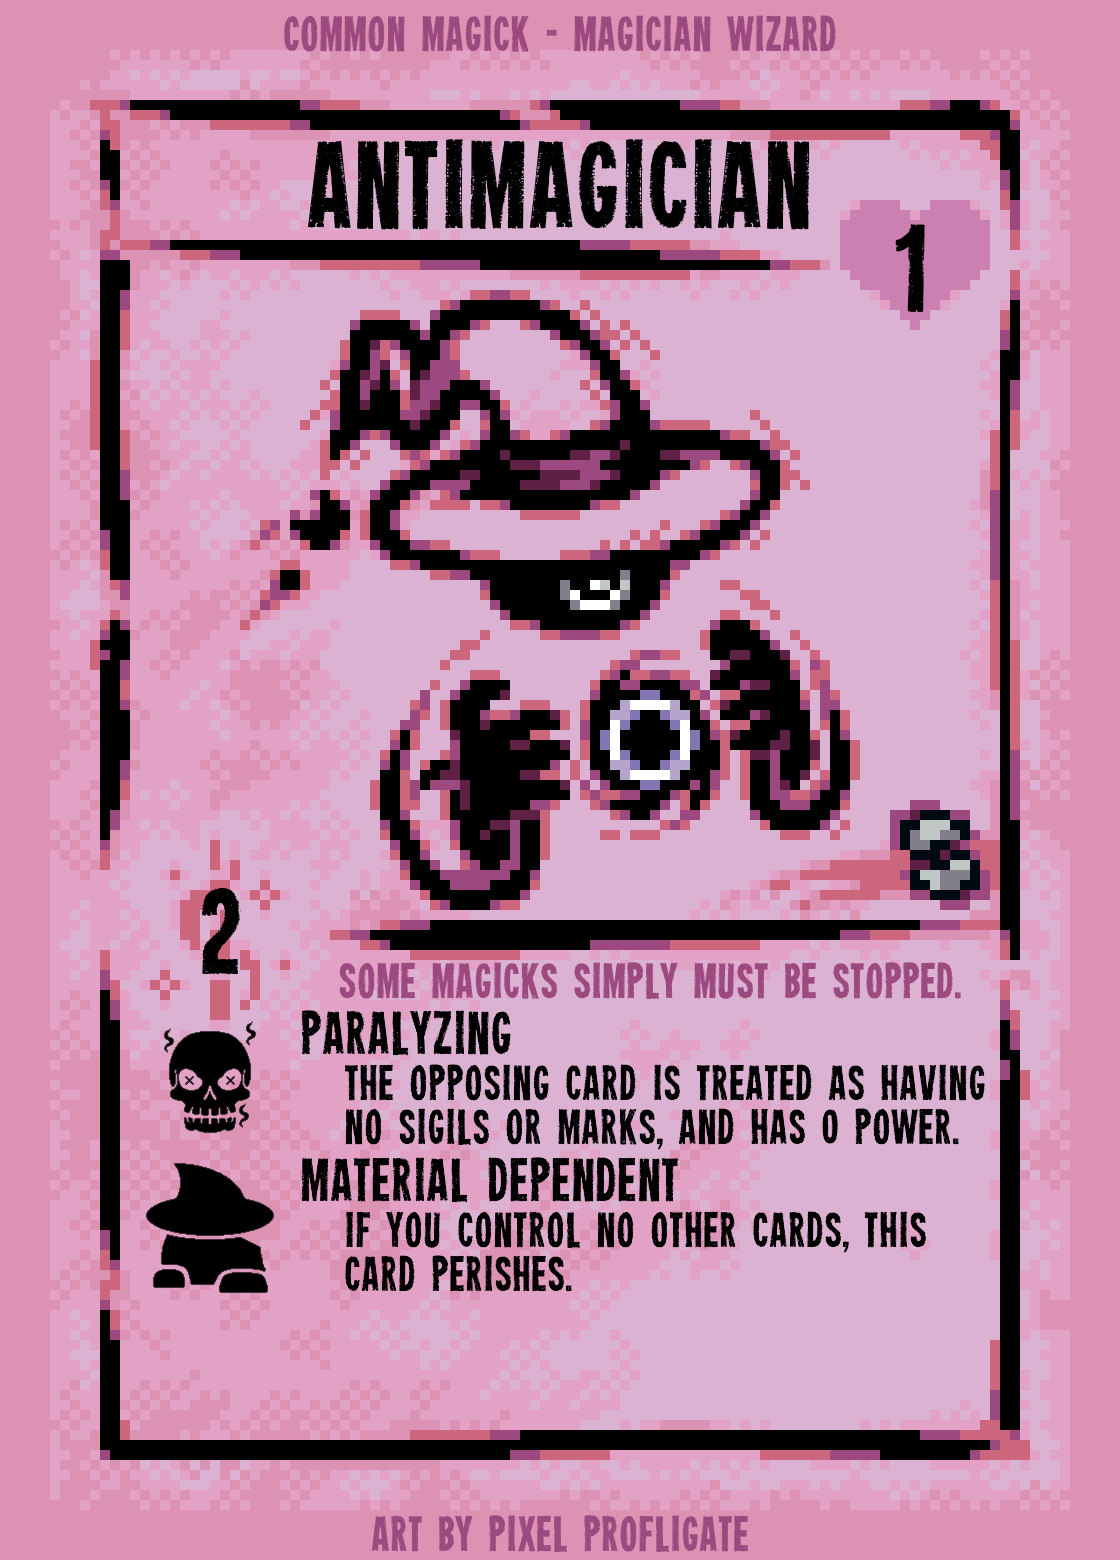 COMMON MAGICK - MAGICIAN WIZARD
ANTIMAGICIAN
1
2
SOME MAGICKS SIMPLY MUST BE STOPPED.
PARALYZING
THE OPPOSING CARD IS TREATED AS HAVING
NO SIGILS OR MARKS, AND HAS 0 POWER.
MATERIAL DEPENDENT
IF YOU CONTROL NO OTHER CARDS, THIS
CARD PERISHES.
ART BY PIXEL PROFLIGATE